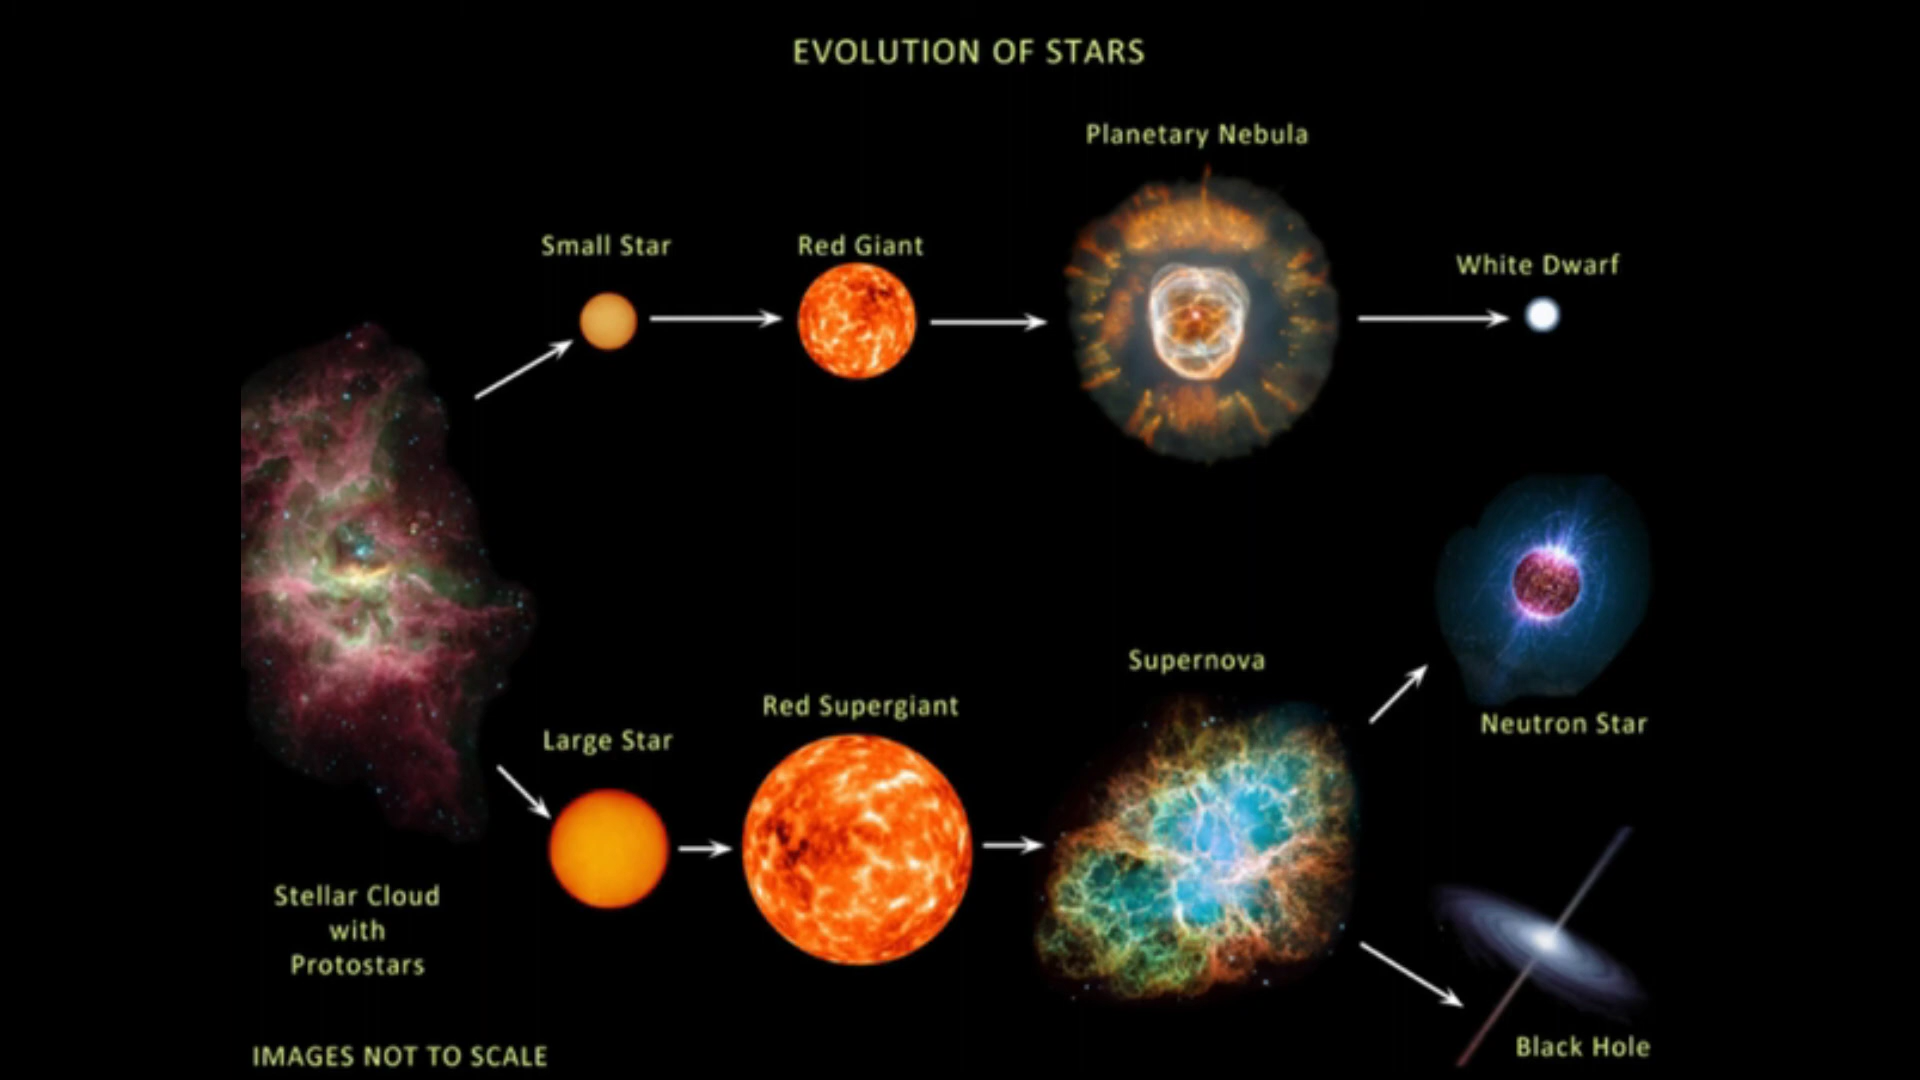 EVOLUTION OF STARS
Planetary Nebula
Small Star
Red Giant
White Dwarf
Supernova
Neutron Star
Red Supergiant
Large Star
Stellar Cloud
with
Protostars
Black Hole
IMAGES NOT TO SCALE